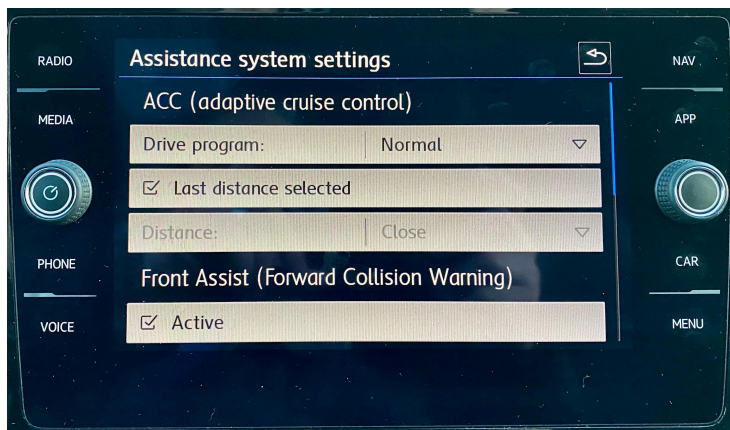 RADIO
MEDIA
PHONE
VOICE
Assistance system settings
ACC (adaptive cruise control)
Drive program: Normal
Last distance selected
Distance: Close
Front Assist (Forward Collision Warning)
Active
NAV
APP
CAR
MENU